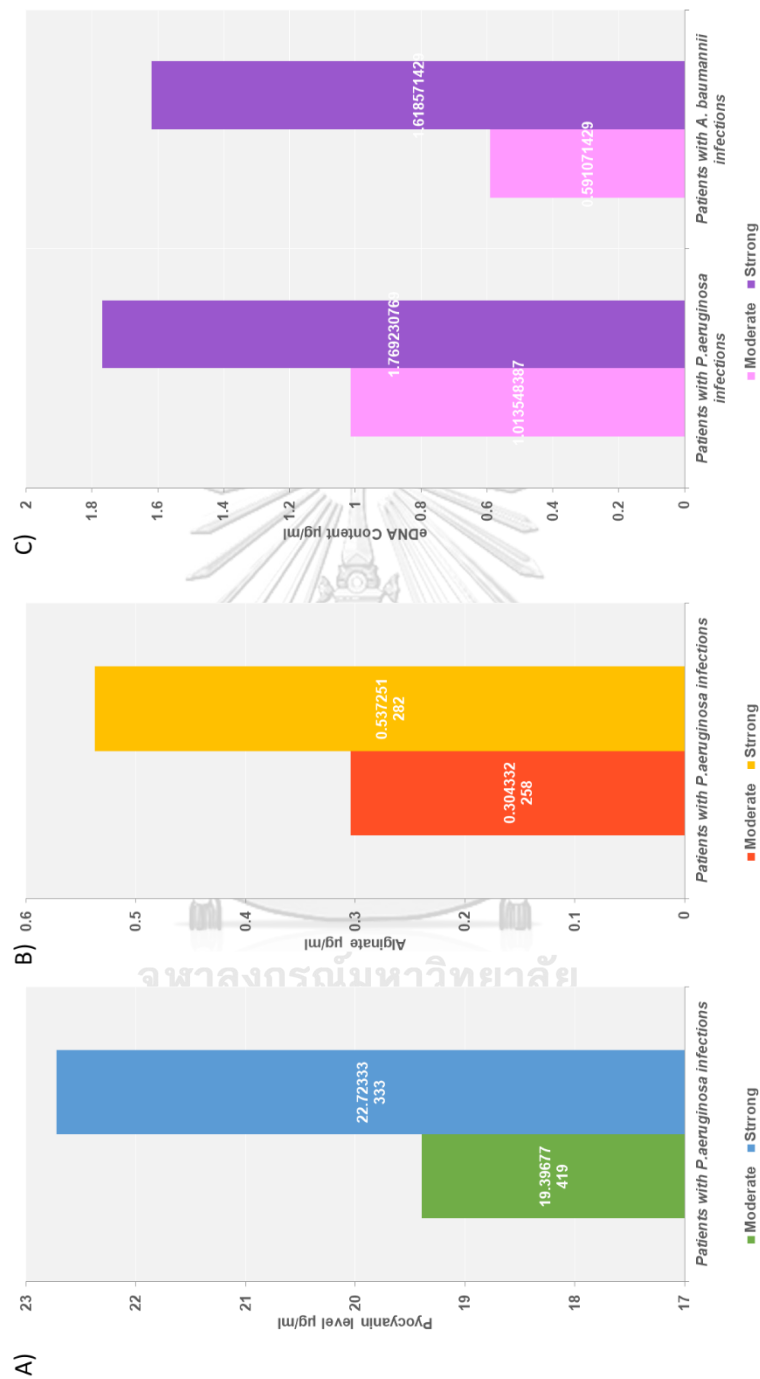 A)
Pyocyanin level µg/ml
23
22
21
20
19
18
17
22.72333
333
19.39677
419
Patients with P.aeruginosa infections
Moderate Strrong
B)
Alginate µg/ml
0.6
0.5
0.4
0.3
0.2
0.1
0
0.537251
282
0.304332
258
Patients with P.aeruginosa infections
Moderate Strrong
C)
eDNA Content µg/ml
2
1.8
1.6
1.4
1.2
1
0.8
0.6
0.4
0.2
0
1.013548387
1.769230769
0.591071429
1.618571429
Patients with P.aeruginosa
infections
Patients with A. baumannii
infections
Moderate Strrong
จุฬาลงกรณ์มหาวิทยาลัย